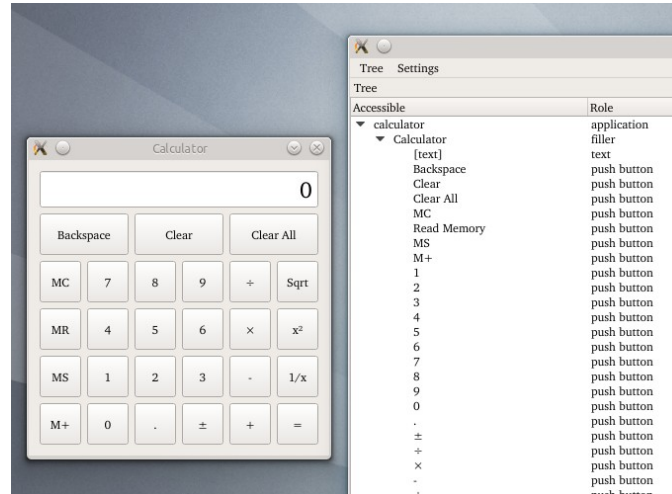 Calculator
0
Backspace Clear Clear All
MC 7 8 9 ÷ Sqrt
MR 4 5 6 × x²
MS 1 2 3 - 1/x
M+ 0 . ± + =
Tree Settings
Tree
Accessible Role
calculator application
Calculator filler
[text] text
Backspace push button
Clear push button
Clear All push button
MC push button
Read Memory push button
MS push button
M+ push button
1 push button
2 push button
3 push button
4 push button
5 push button
6 push button
7 push button
8 push button
9 push button
0 push button
. push button
± push button
÷ push button
× push button
- push button